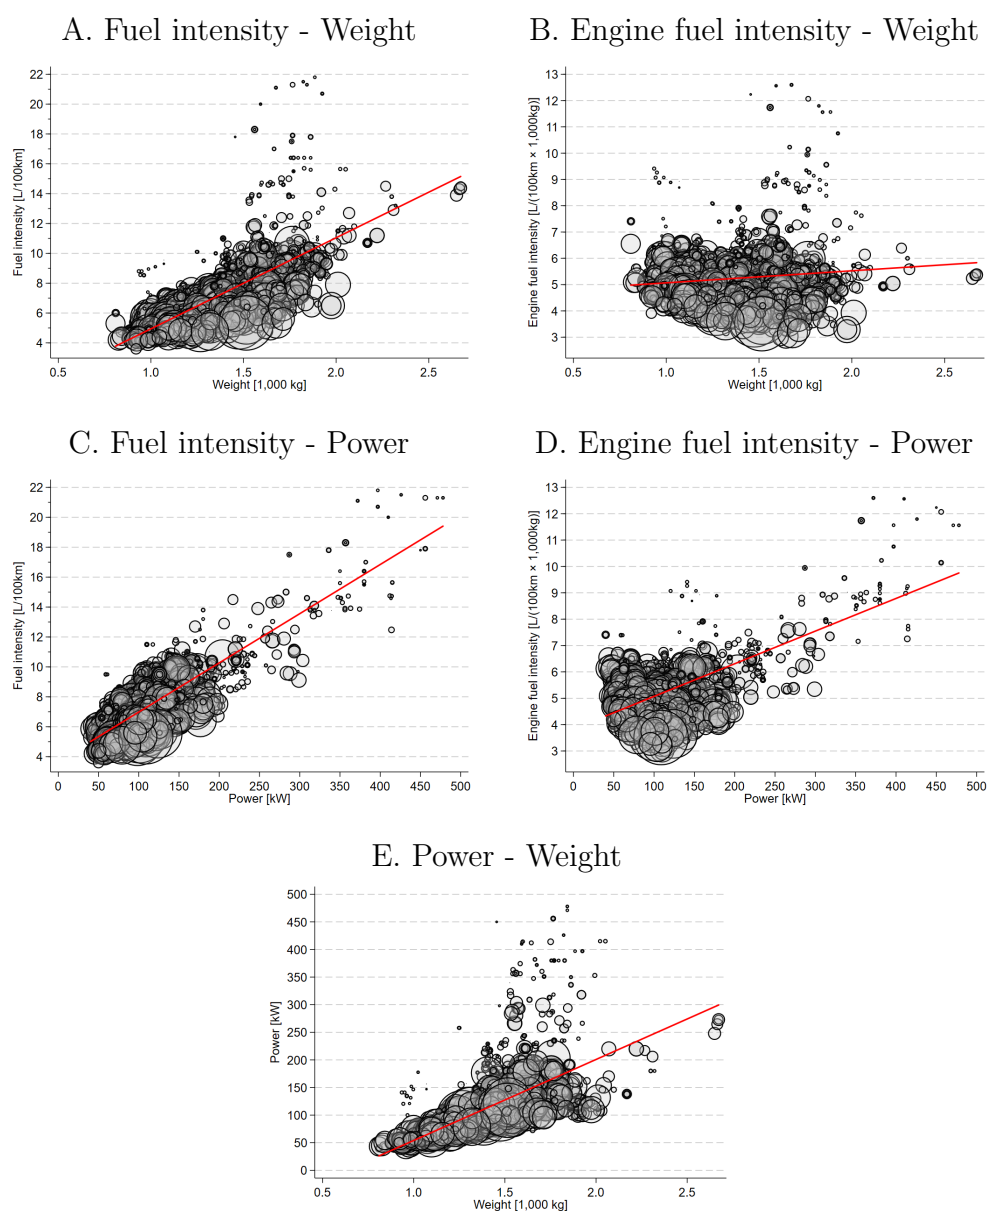 A. Fuel intensity - Weight
B. Engine fuel intensity - Weight
Fuel intensity [L/100km]
22
20
18
16
14
12
10
8
6
4
0.5 1.0 1.5 2.0 2.5
Weight [1,000 kg]
Engine fuel intensity [L/(100km × 1,000kg)]
13
12
11
10
9
8
7
6
5
4
3
0.5 1.0 1.5 2.0 2.5
Weight [1,000 kg]
C. Fuel intensity - Power
D. Engine fuel intensity - Power
Fuel intensity [L/100km]
22
20
18
16
14
12
10
8
6
4
0 50 100 150 200 250 300 350 400 450 500
Power [kW]
Engine fuel intensity [L/(100km × 1,000kg)]
13
12
11
10
9
8
7
6
5
4
3
0 50 100 150 200 250 300 350 400 450 500
Power [kW]
E. Power - Weight
Power [kW]
500
450
400
350
300
250
200
150
100
50
0
0.5 1.0 1.5 2.0 2.5
Weight [1,000 kg]